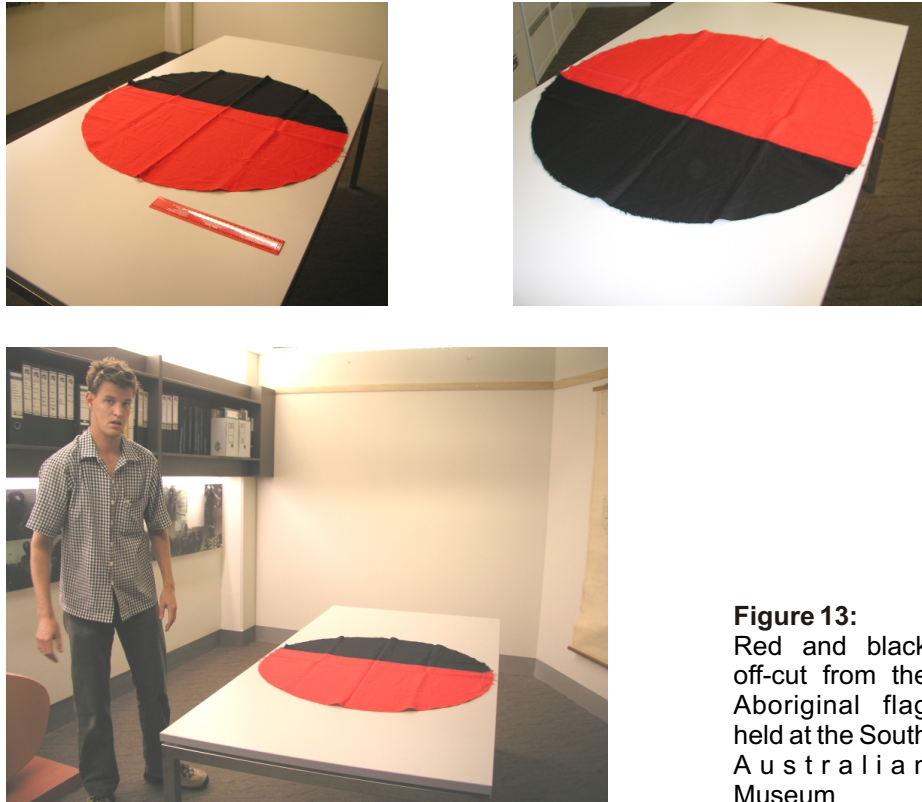 Figure 13:
Red and black
off-cut from the
Aboriginal flag
held at the South
Australian
Museum